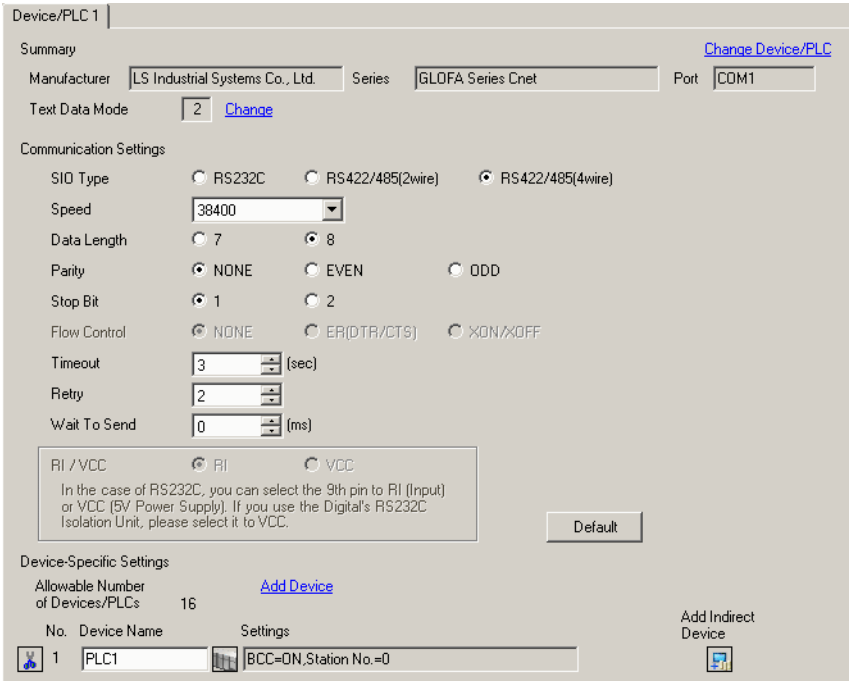 Device/PLC 1
Summary
Change Device/PLC
Manufacturer LS Industrial Systems Co., Ltd. Series GLOFA Series Cnet Port COM1
Text Data Mode 2 Change
Communication Settings
SIO Type RS232C RS422/485(2wire) RS422/485(4wire)
Speed 38400
Data Length 7 8
Parity NONE EVEN ODD
Stop Bit 1 2
Flow Control NONE ER(DTR/CTS) XON/XOFF
Timeout 3 (sec)
Retry 2
Wait To Send 0 (ms)
RI / VCC RI VCC
In the case of RS232C, you can select the 9th pin to RI (Input)
or VCC (5V Power Supply). If you use the Digital's RS232C
Isolation Unit, please select it to VCC.
Default
Device-Specific Settings
Allowable Number
of Devices/PLCs 16
Add Device
Add Indirect
Device
No. Device Name Settings
1 PLC1 BCC=ON,Station No.=0